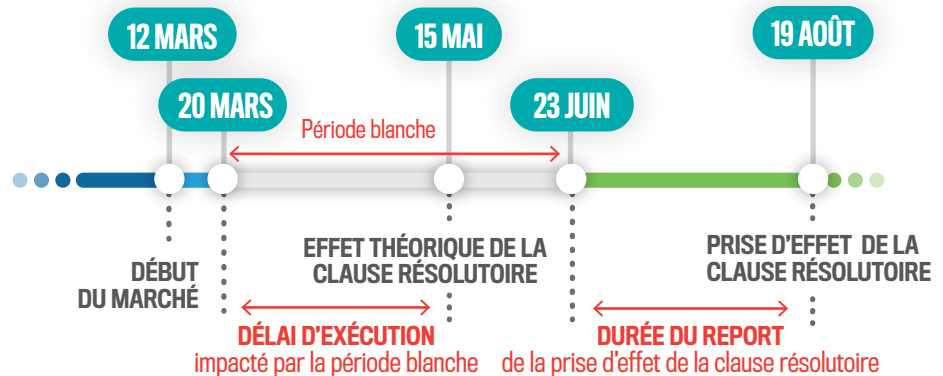 12 MARS
15 MAI
19 AOÛT
20 MARS
23 JUIN
Période blanche
DÉBUT
DU MARCHÉ
EFFET THÉORIQUE DE LA
CLAUSE RÉSOLUTOIRE
PRISE D'EFFET DE LA
CLAUSE RÉSOLUTOIRE
DÉLAI D'EXÉCUTION
impacté par la période blanche
DURÉE DU REPORT
de la prise d'effet de la clause résolutoire